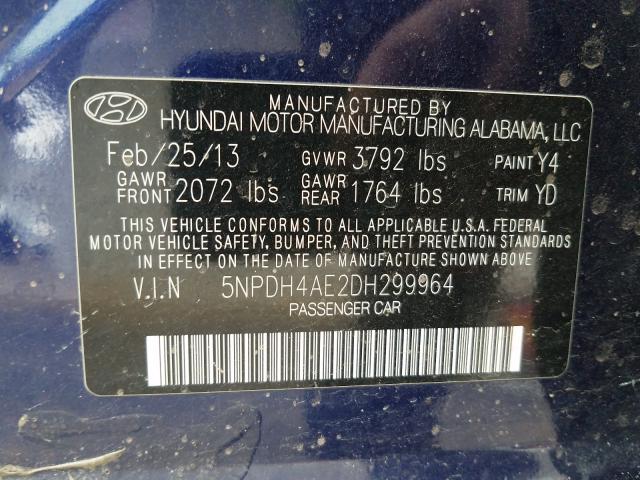 MANUFACTURED BY
HYUNDAI MOTOR MANUFACTURING ALABAMA, LLC
Feb/25/13 GVWR 3792 lbs PAINT Y4
GAWR FRONT 2072 lbs GAWR REAR 1764 lbs TRIM YD
THIS VEHICLE CONFORMS TO ALL APPLICABLE U.S.A. FEDERAL
MOTOR VEHICLE SAFETY, BUMPER, AND THEFT PREVENTION STANDARDS
IN EFFECT ON THE DATE OF MANUFACTURE SHOWN ABOVE
V.I.N 5NPDH4AE2DH299964
PASSENGER CAR